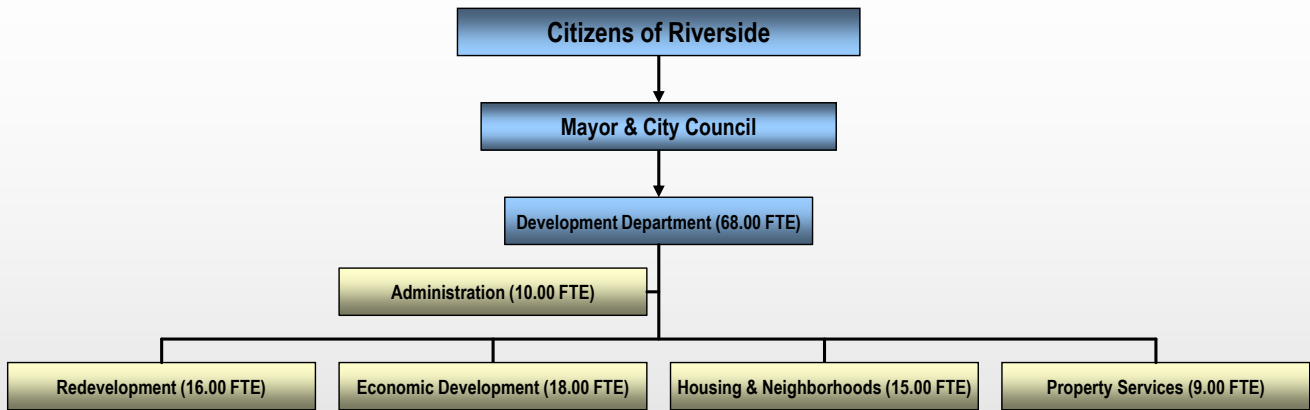 Citizens of Riverside
Mayor & City Council
Development Department (68.00 FTE)
Administration (10.00 FTE)
Redevelopment (16.00 FTE)
Economic Development (18.00 FTE)
Housing & Neighborhoods (15.00 FTE)
Property Services (9.00 FTE)